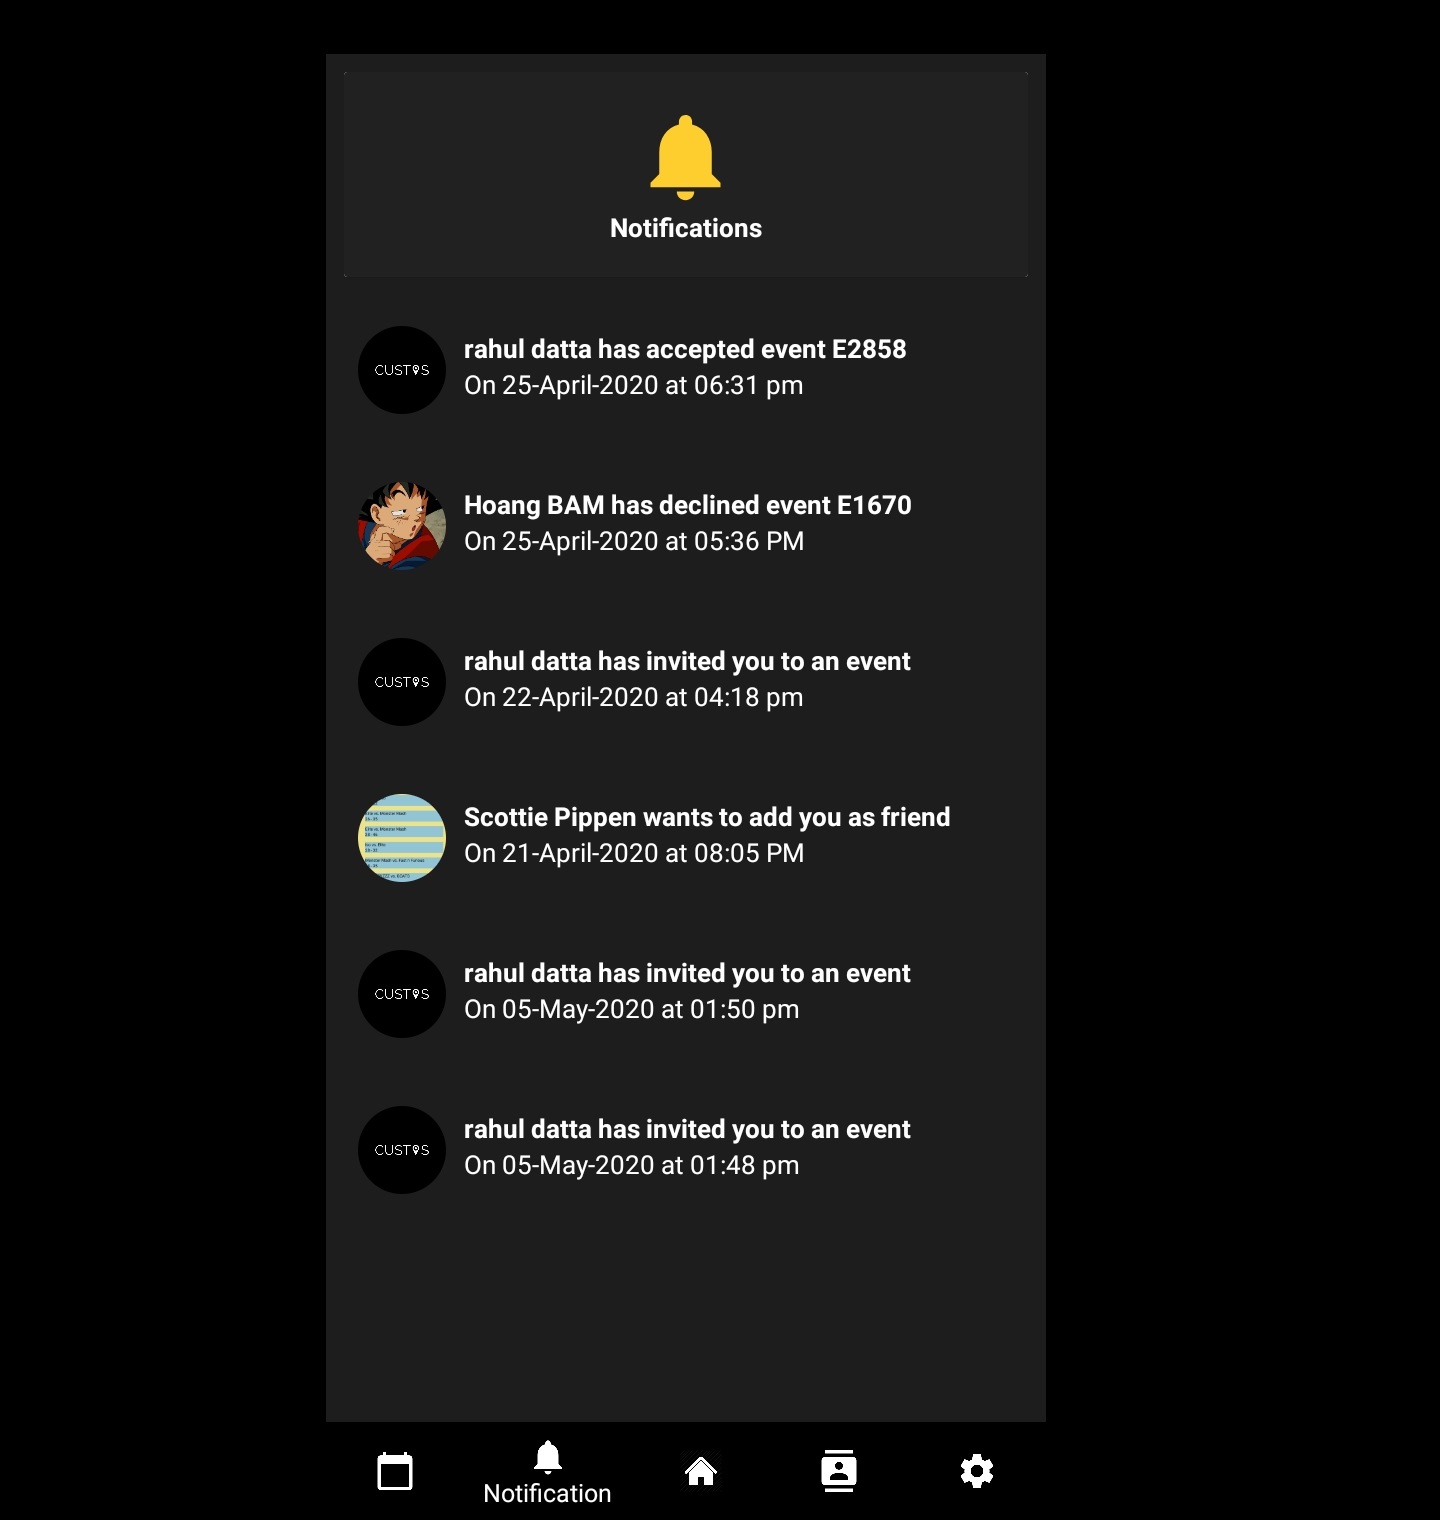 Notifications
CUSTOS
rahul datta has accepted event E2858
On 25-April-2020 at 06:31 pm
Hoang BAM has declined event E1670
On 25-April-2020 at 05:36 PM
CUSTOS
rahul datta has invited you to an event
On 22-April-2020 at 04:18 pm
Scottie Pippen wants to add you as friend
On 21-April-2020 at 08:05 PM
CUSTOS
rahul datta has invited you to an event
On 05-May-2020 at 01:50 pm
CUSTOS
rahul datta has invited you to an event
On 05-May-2020 at 01:48 pm
Notification